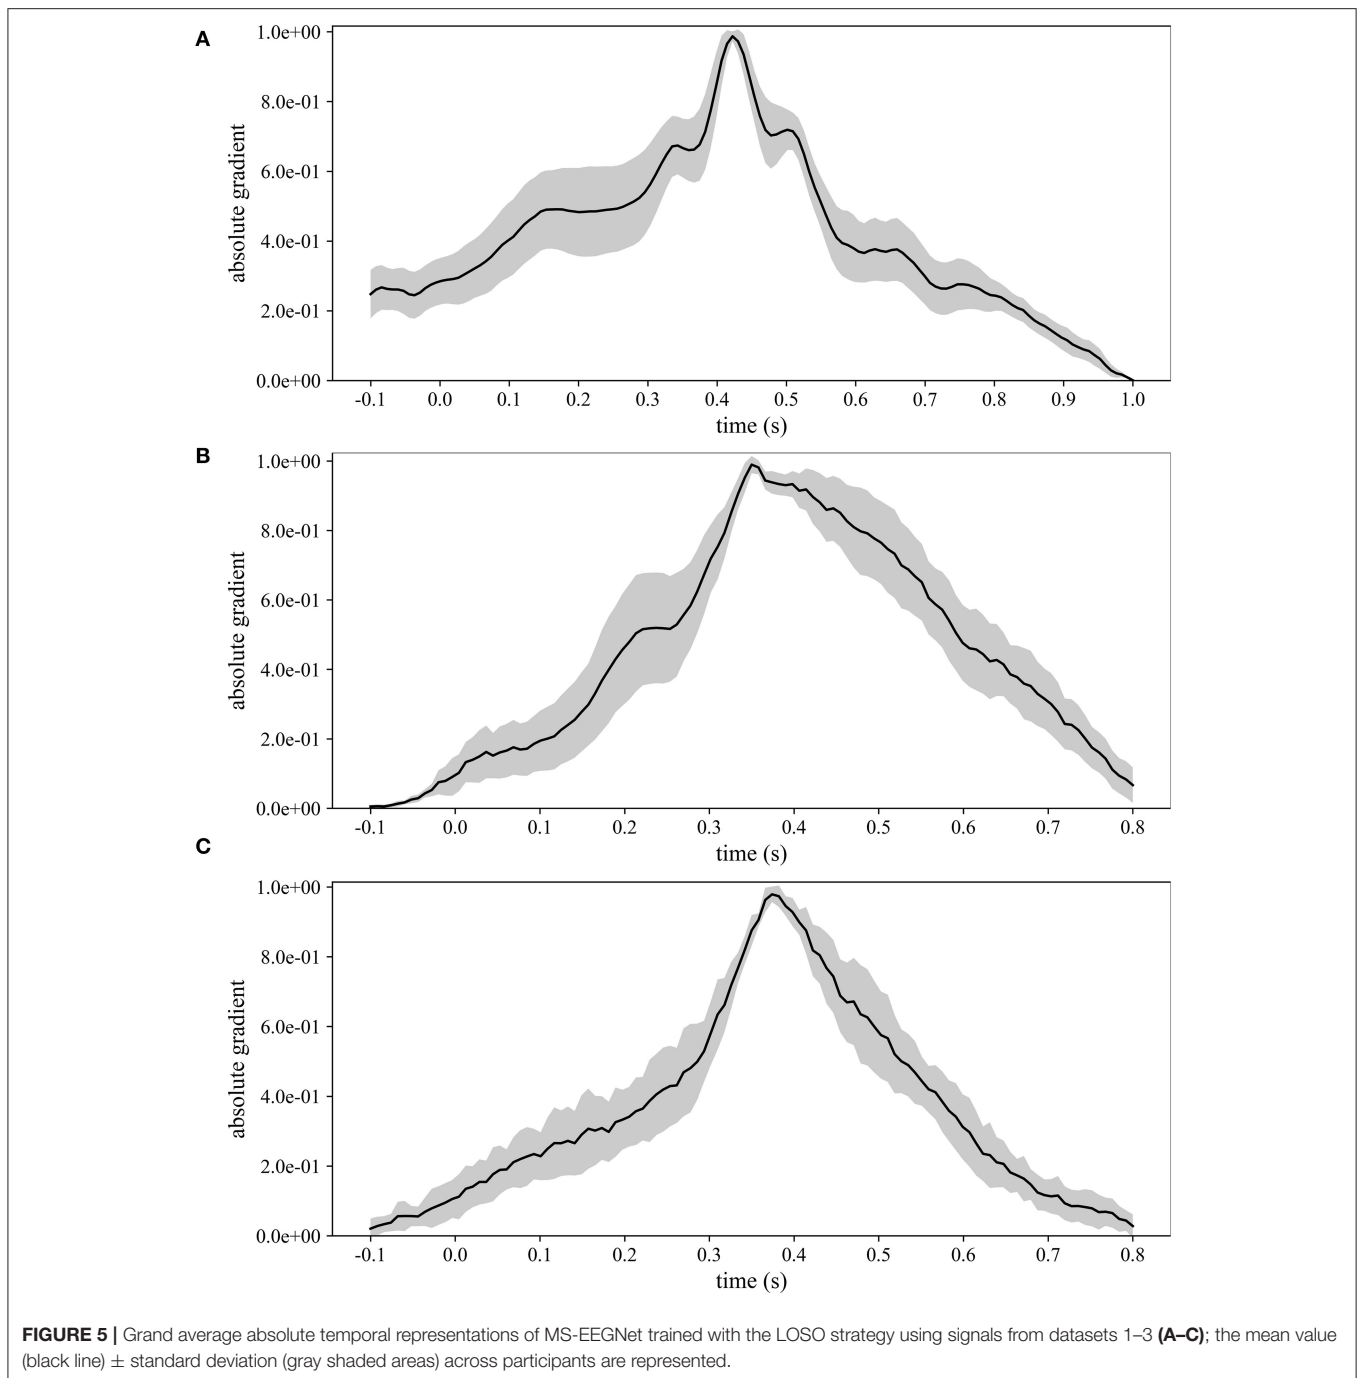 A
1.0e+00
8.0e-01
6.0e-01
4.0e-01
2.0e-01
0.0e+00
absolute gradient
-0.1 0.0 0.1 0.2 0.3 0.4 0.5 0.6 0.7 0.8 0.9 1.0
time (s)
B
1.0e+00
8.0e-01
6.0e-01
4.0e-01
2.0e-01
0.0e+00
absolute gradient
-0.1 0.0 0.1 0.2 0.3 0.4 0.5 0.6 0.7 0.8
time (s)
C
1.0e+00
8.0e-01
6.0e-01
4.0e-01
2.0e-01
0.0e+00
absolute gradient
-0.1 0.0 0.1 0.2 0.3 0.4 0.5 0.6 0.7 0.8
time (s)
FIGURE 5 | Grand average absolute temporal representations of MS-EEGNet trained with the LOSO strategy using signals from datasets 1–3 (A–C); the mean value
(black line) ± standard deviation (gray shaded areas) across participants are represented.